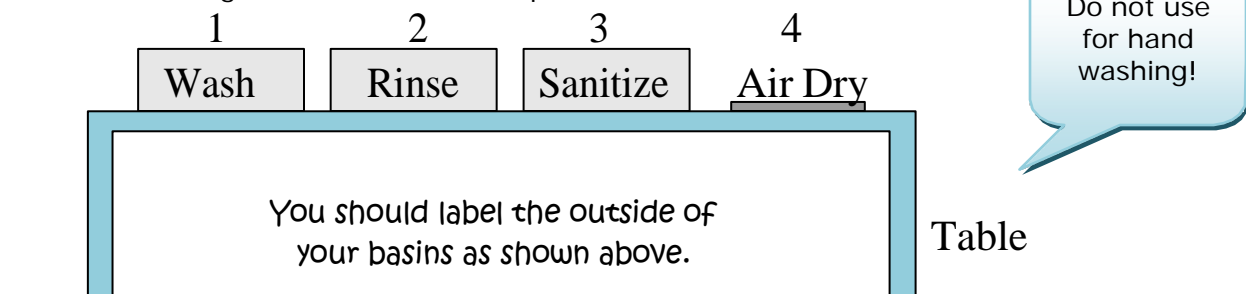 Do not use
for hand
washing!
1 2 3 4
Wash Rinse Sanitize Air Dry
You should label the outside of
your basins as shown above.
Table